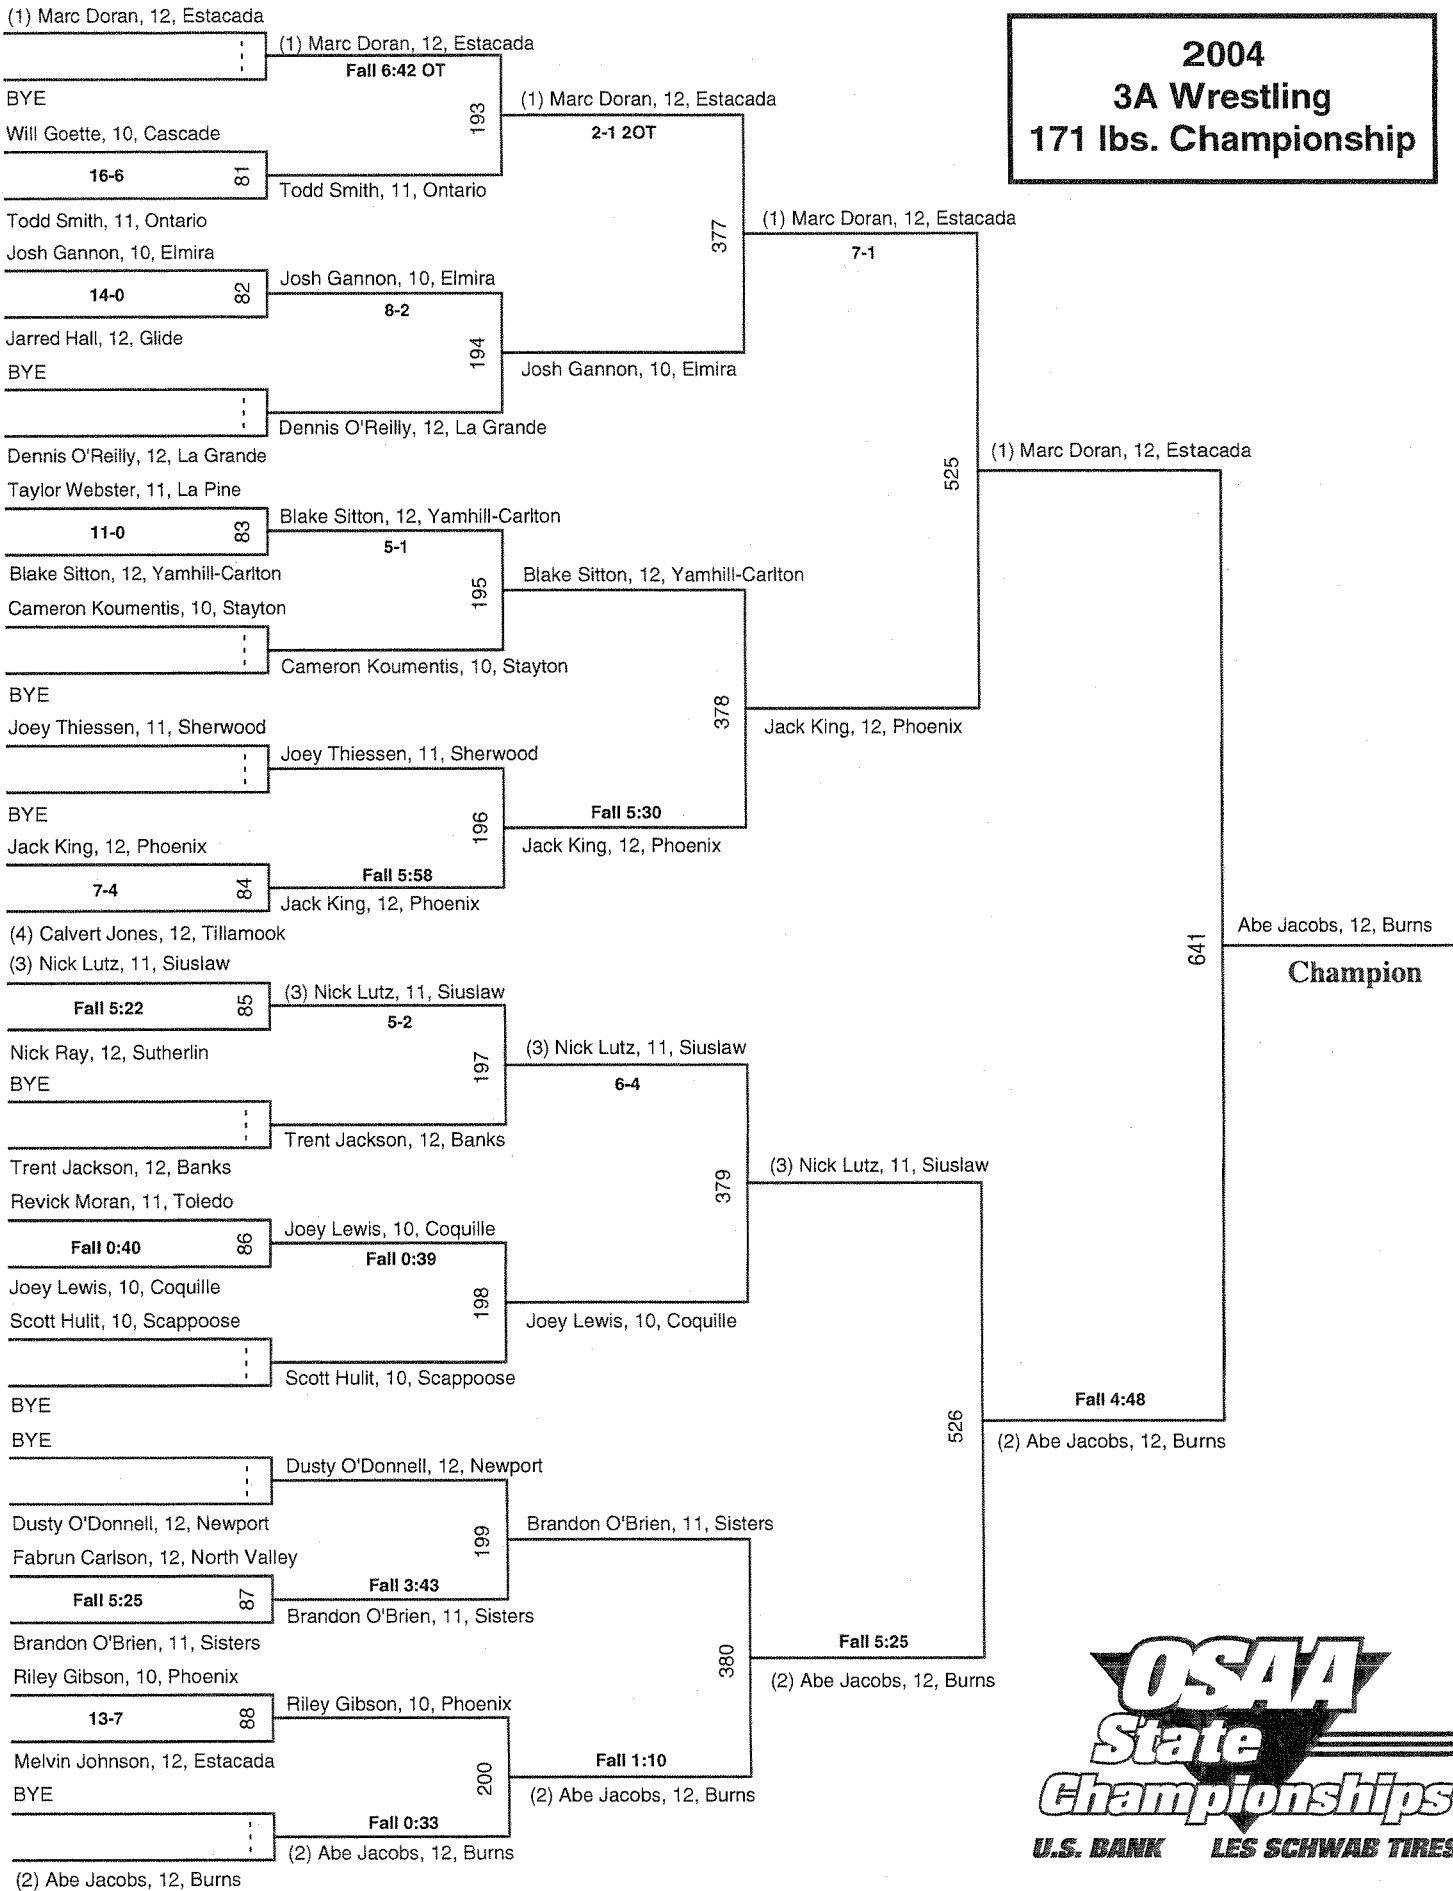 (1) Marc Doran, 12, Estacada
BYE
Will Goette, 10, Cascade
16-6 81
Todd Smith, 11, Ontario
Josh Gannon, 10, Elmira
14-0 82
Jarred Hall, 12, Glide
BYE
Dennis O'Reilly, 12, La Grande
Taylor Webster, 11, La Pine
11-0 83
Blake Sitton, 12, Yamhill-Carlton
Cameron Koumentis, 10, Stayton
BYE
Joey Thiessen, 11, Sherwood
BYE
Jack King, 12, Phoenix
7-4 84
(4) Calvert Jones, 12, Tillamook
(3) Nick Lutz, 11, Siuslaw
Fall 5:22 85
Nick Ray, 12, Sutherlin
BYE
Trent Jackson, 12, Banks
Revick Moran, 11, Toledo
Fall 0:40 86
Joey Lewis, 10, Coquille
Scott Hulit, 10, Scappoose
BYE
BYE
Dusty O'Donnell, 12, Newport
Fabrun Carlson, 12, North Valley
Fall 5:25 87
Brandon O'Brien, 11, Sisters
Riley Gibson, 10, Phoenix
13-7 88
Melvin Johnson, 12, Estacada
BYE
(2) Abe Jacobs, 12, Burns
(1) Marc Doran, 12, Estacada
Fall 6:42 OT
193
Todd Smith, 11, Ontario
Josh Gannon, 10, Elmira
8-2
194
Dennis O'Reilly, 12, La Grande
Blake Sitton, 12, Yamhill-Carlton
5-1
195
Cameron Koumentis, 10, Stayton
Joey Thiessen, 11, Sherwood
196
Fall 5:58
Jack King, 12, Phoenix
(3) Nick Lutz, 11, Siuslaw
5-2
197
Trent Jackson, 12, Banks
Joey Lewis, 10, Coquille
Fall 0:39
198
Scott Hulit, 10, Scappoose
Dusty O'Donnell, 12, Newport
199
Fall 3:43
Brandon O'Brien, 11, Sisters
Riley Gibson, 10, Phoenix
200
Fall 0:33
(2) Abe Jacobs, 12, Burns
(1) Marc Doran, 12, Estacada
2-1 2OT
377
Josh Gannon, 10, Elmira
Blake Sitton, 12, Yamhill-Carlton
378
Fall 5:30
Jack King, 12, Phoenix
(3) Nick Lutz, 11, Siuslaw
6-4
379
Joey Lewis, 10, Coquille
Brandon O'Brien, 11, Sisters
380
Fall 1:10
(2) Abe Jacobs, 12, Burns
(1) Marc Doran, 12, Estacada
7-1
525
Jack King, 12, Phoenix
(3) Nick Lutz, 11, Siuslaw
526
Fall 5:25
(2) Abe Jacobs, 12, Burns
(1) Marc Doran, 12, Estacada
641
Fall 4:48
(2) Abe Jacobs, 12, Burns
Abe Jacobs, 12, Burns
Champion
2004
3A Wrestling
171 lbs. Championship
OSAA
State
Championships
U.S. BANK LES SCHWAB TIRES